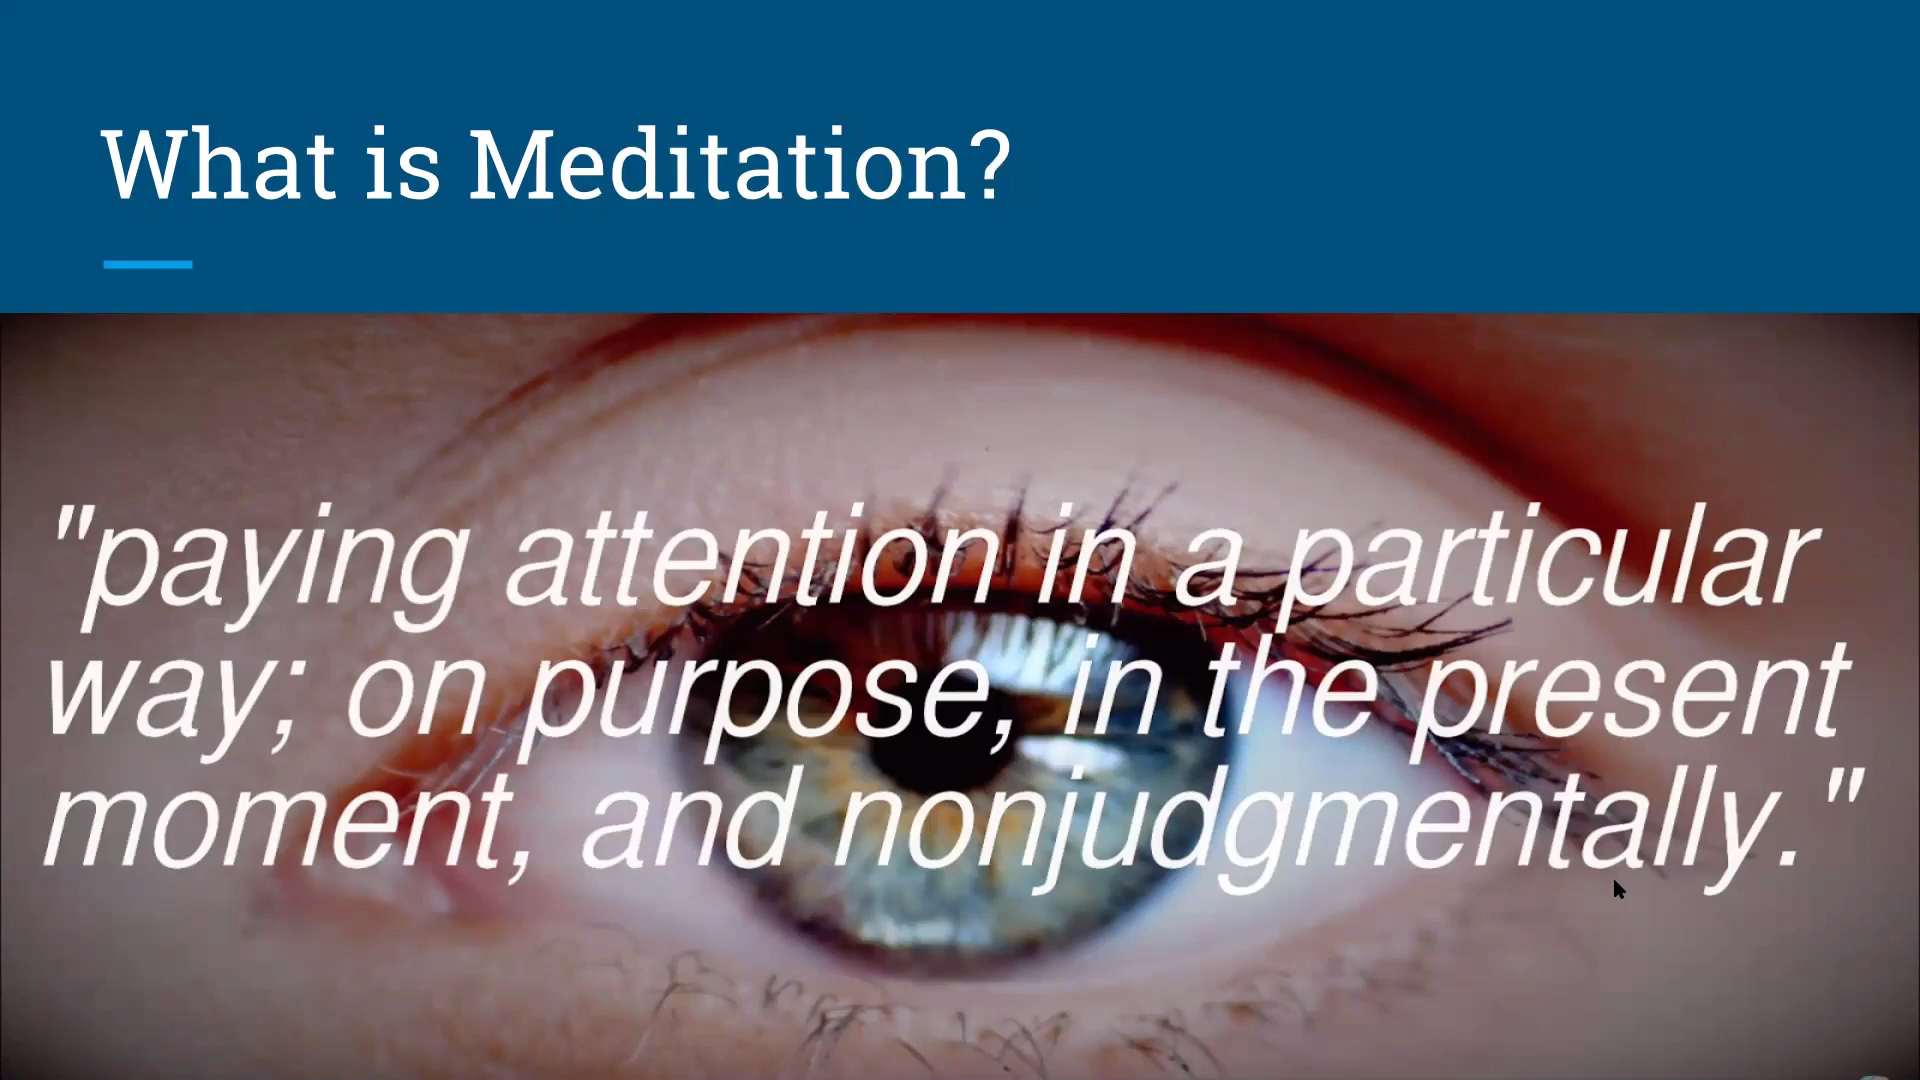 What is Meditation?
"paying attention in a particular
way; on purpose, in the present
moment, and nonjudgmentally."